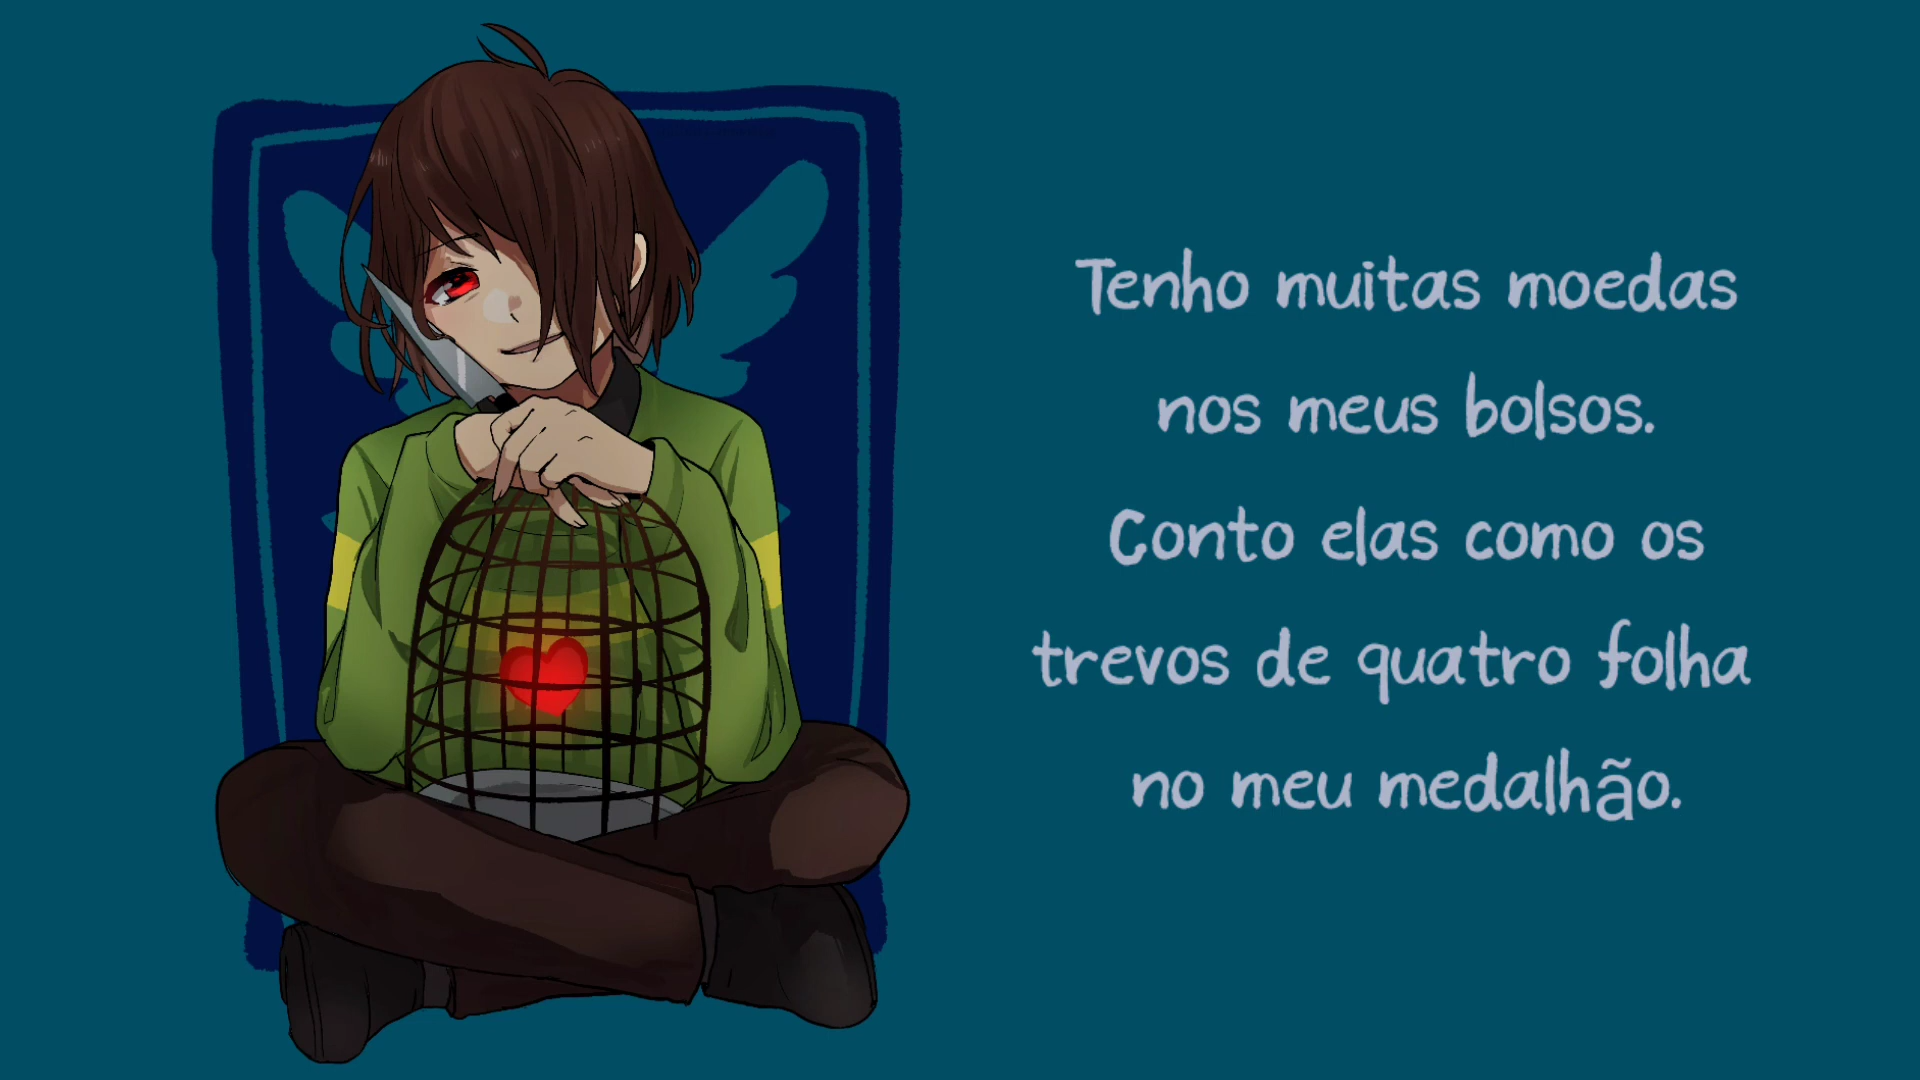 Tenho muitas moedas
nos meus bolsos.
Conto elas como os
trevos de quatro folha
no meu medalhão.